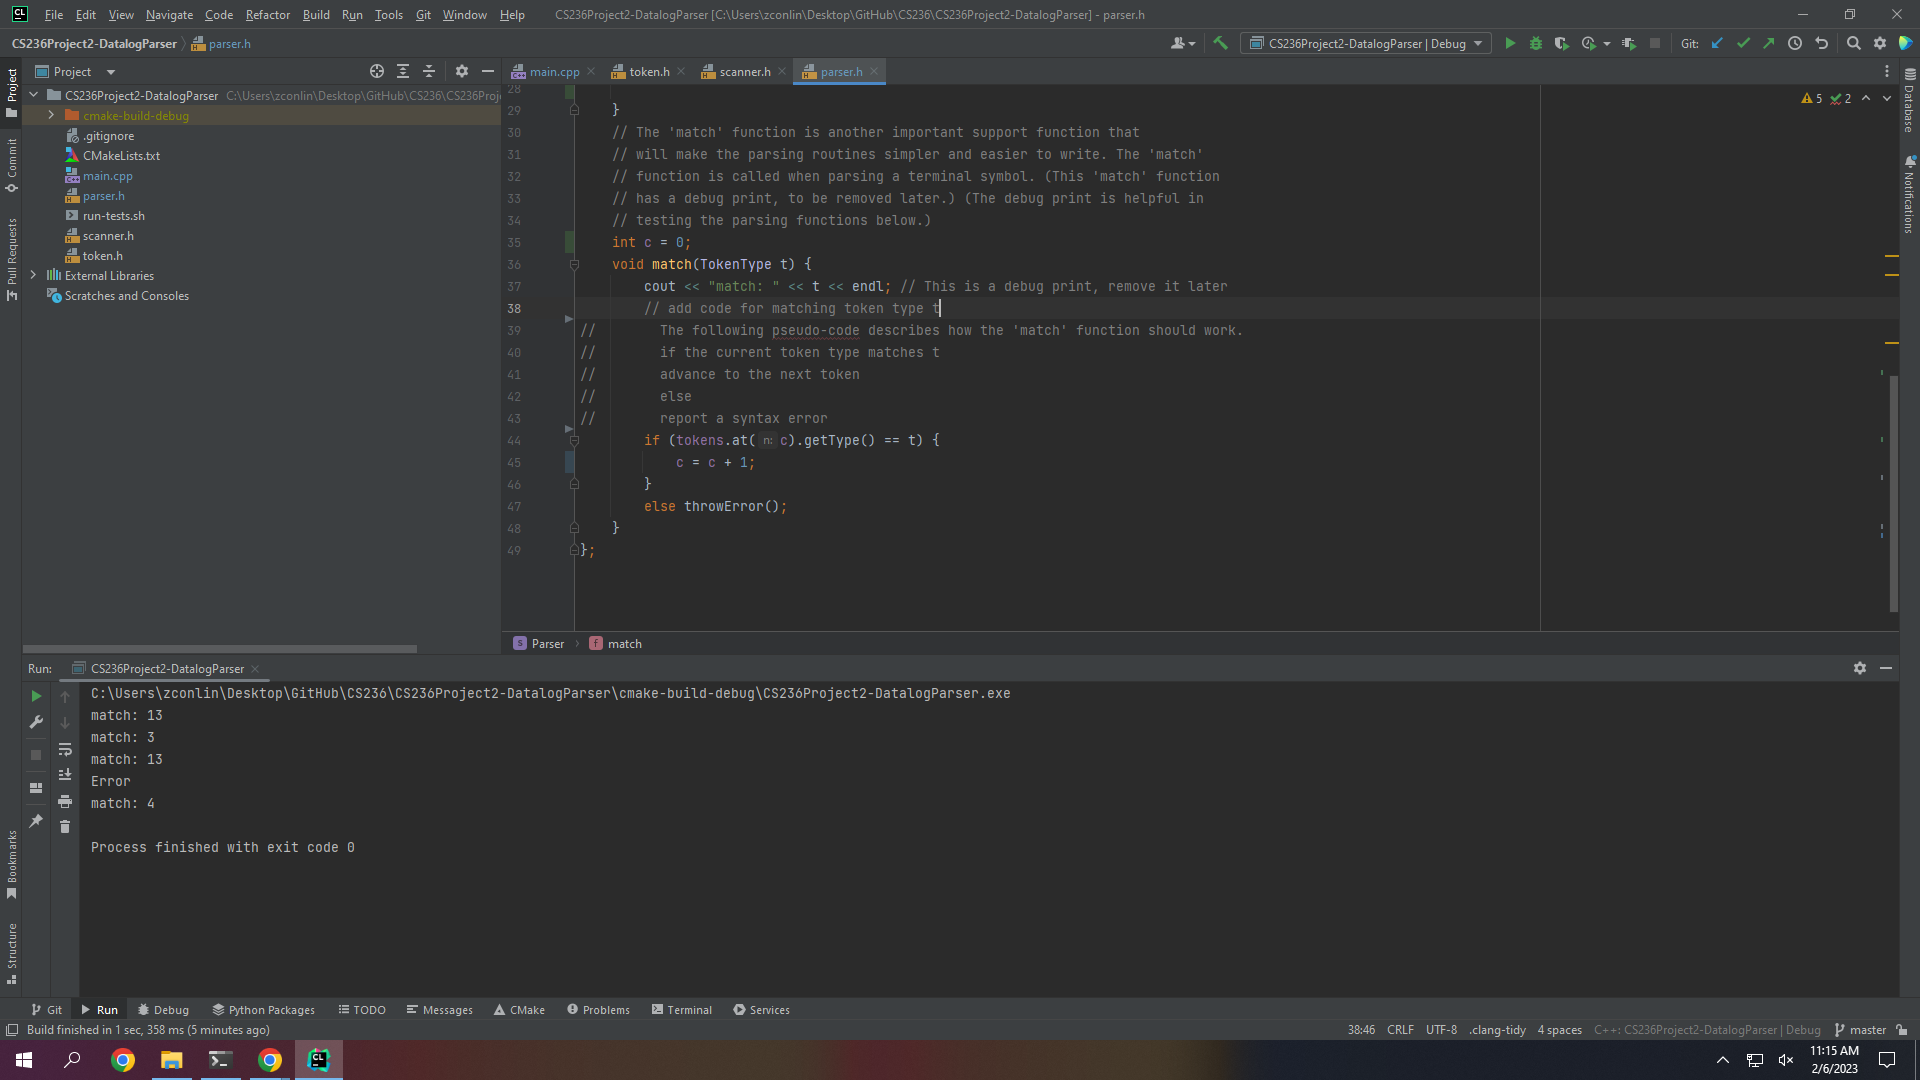 CL File Edit View Navigate Code Refactor Build Run Tools Git Window Help CS236Project2-DatalogParser [C:\Users\zconlin\Desktop\GitHub\CS236\CS236Project2-DatalogParser] - parser.h
CS236Project2-DatalogParser parser.h CS236Project2-DatalogParser | Debug Git:
Project main.cpp token.h scanner.h parser.h
Project
Commit
Pull Requests
Bookmarks
Structure
CS236Project2-DatalogParser C:\Users\zconlin\Desktop\GitHub\CS236\CS236Proj
cmake-build-debug
.gitignore
CMakeLists.txt
main.cpp
parser.h
run-tests.sh
scanner.h
token.h
External Libraries
Scratches and Consoles
5 2
Database
Notifications
28
29 }
30 // The 'match' function is another important support function that
31 // will make the parsing routines simpler and easier to write. The 'match'
32 // function is called when parsing a terminal symbol. (This 'match' function
33 // has a debug print, to be removed later.) (The debug print is helpful in
34 // testing the parsing functions below.)
35 int c = 0;
36 void match(TokenType t) {
37 cout << "match: " << t << endl; // This is a debug print, remove it later
38 // add code for matching token type t
39 // The following pseudo-code describes how the 'match' function should work.
40 // if the current token type matches t
41 // advance to the next token
42 // else
43 // report a syntax error
44 if (tokens.at( n: c).getType() == t) {
45 c = c + 1;
46 }
47 else throwError();
48 }
49 };
S Parser f match
Run: CS236Project2-DatalogParser
C:\Users\zconlin\Desktop\GitHub\CS236\CS236Project2-DatalogParser\cmake-build-debug\CS236Project2-DatalogParser.exe
match: 13
match: 3
match: 13
Error
match: 4
Process finished with exit code 0
Git Run Debug Python Packages TODO Messages CMake Problems Terminal Services
Build finished in 1 sec, 358 ms (5 minutes ago) 38:46 CRLF UTF-8 .clang-tidy 4 spaces C++: CS236Project2-DatalogParser | Debug master
CL
11:15 AM
2/6/2023